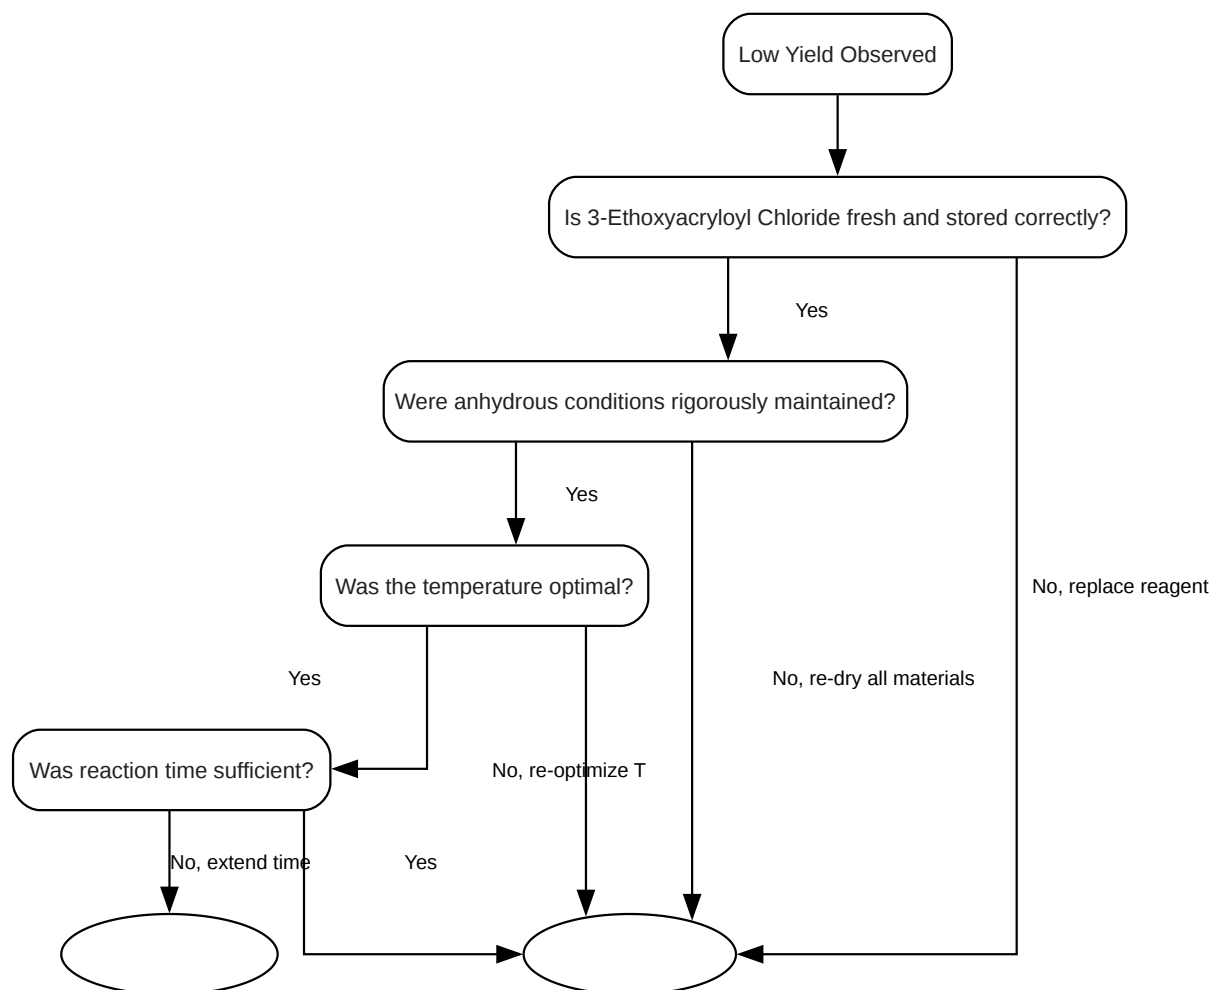 Low Yield Observed
Is 3-Ethoxyacryloyl Chloride fresh and stored correctly?
Yes
Were anhydrous conditions rigorously maintained?
Yes
Was the temperature optimal?
No, replace reagent
Yes
No, re-dry all materials
Was reaction time sufficient?
No, re-optimize T
No, extend time
Yes